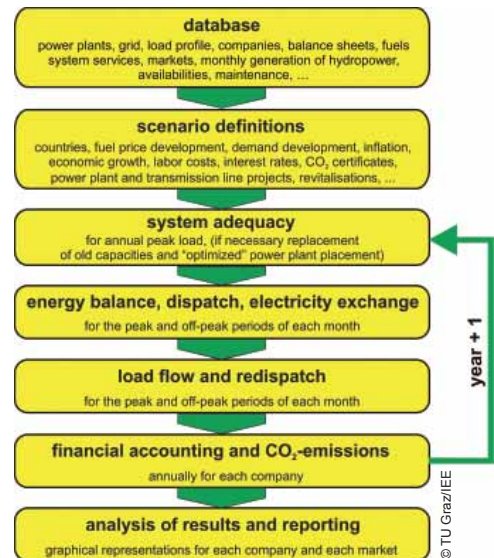 database
power plants, grid, load profile, companies, balance sheets, fuels
system services, markets, monthly generation of hydropower,
availabilities, maintenance, ...
scenario definitions
countries, fuel price development, demand development, inflation,
economic growth, labor costs, interest rates, CO₂ certificates,
power plant and transmission line projects, revitalisations, ...
system adequacy
for annual peak load, (if necessary replacement
of old capacities and "optimized" power plant placement)
energy balance, dispatch, electricity exchange
for the peak and off-peak periods of each month
load flow and redispatch
for the peak and off-peak periods of each month
financial accounting and CO₂-emissions
annually for each company
analysis of results and reporting
graphical representations for each company and each market
year + 1
© TU Graz/IEE